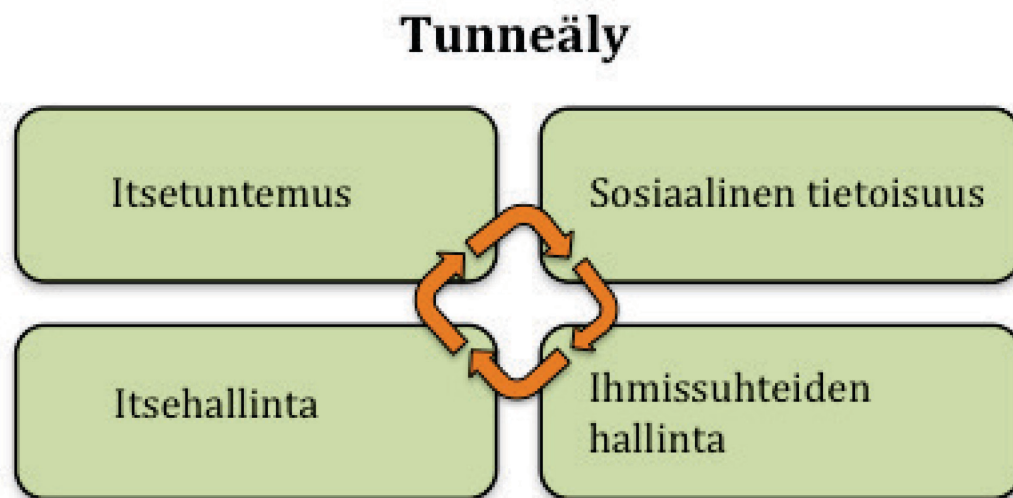 Tunneäly
Itsetuntemus
Sosiaalinen tietoisuus
Itsehallinta
Ihmissuhteiden
hallinta